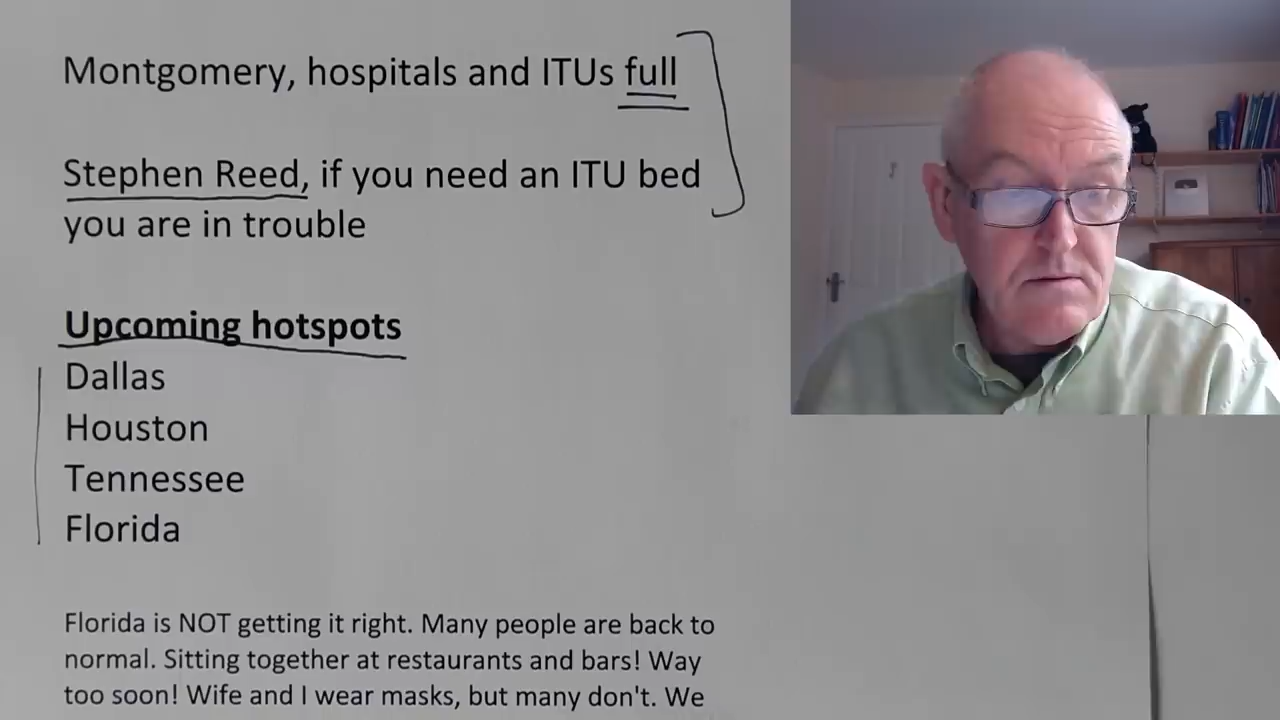 Montgomery, hospitals and ITUs full
Stephen Reed, if you need an ITU bed
you are in trouble
Upcoming hotspots
Dallas
Houston
Tennessee
Florida
Florida is NOT getting it right. Many people are back to
normal. Sitting together at restaurants and bars! Way
too soon! Wife and I wear masks, but many don't. We